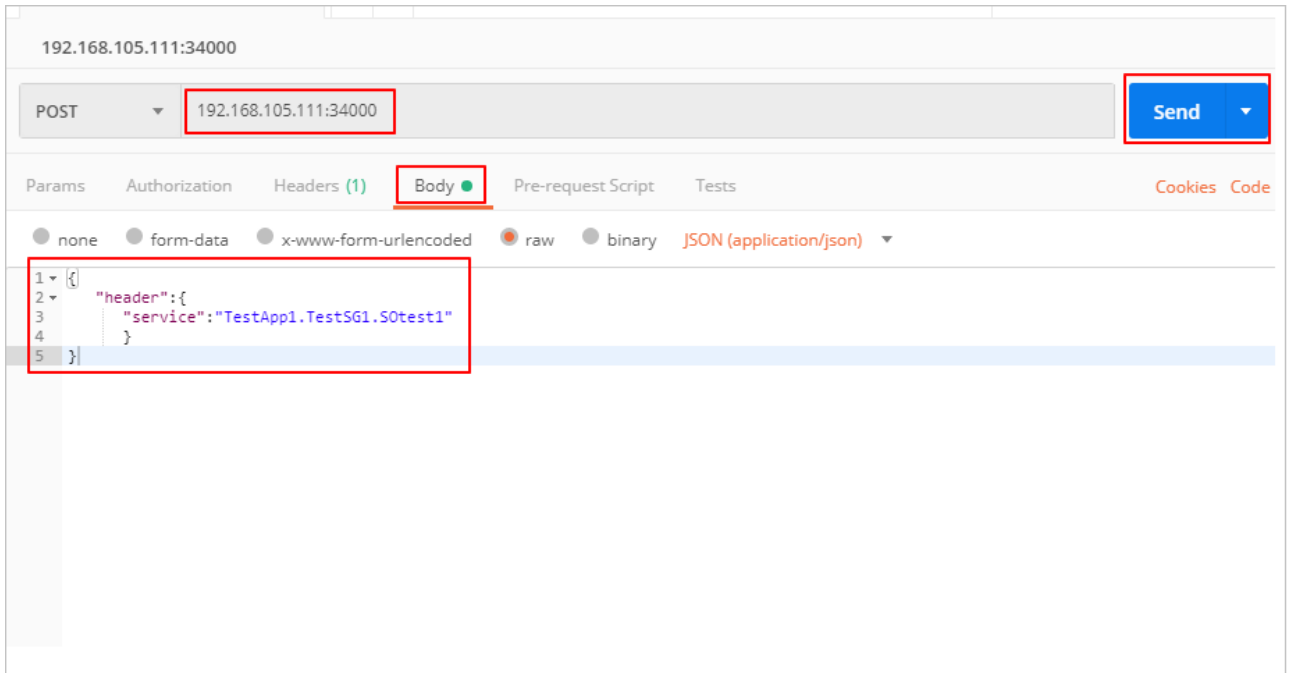 192.168.105.111:34000
POST 192.168.105.111:34000 Send
Params Authorization Headers (1) Body Pre-request Script Tests Cookies Code
none form-data x-www-form-urlencoded raw binary JSON (application/json)
1 {
2 "header":{
3 "service":"TestApp1.TestSG1.SOtest1"
4 }
5 }